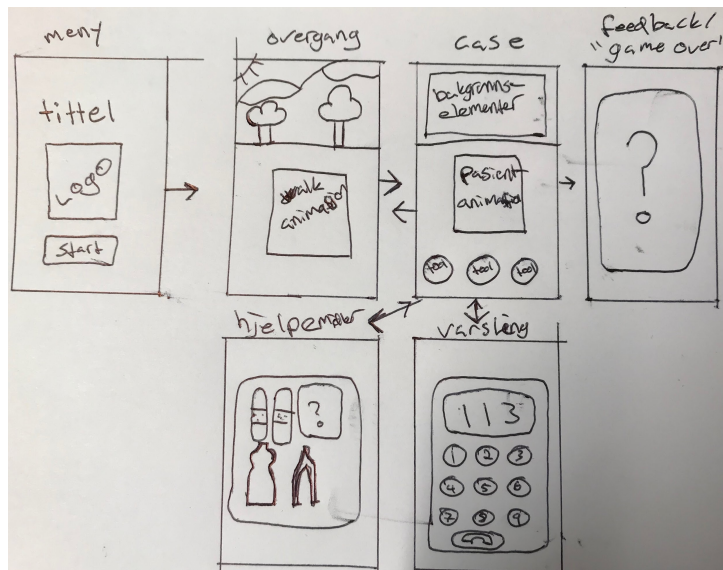 meny
overgang
case
feedback/
"game over"
tittel
Logo
Start
walk
animasjon
bakgrunns-
elementer
pasient-
animasjon
tool tool tool
?
hjelpemidler
varsling
?
113
1 2 3
4 5 6
7 8 9